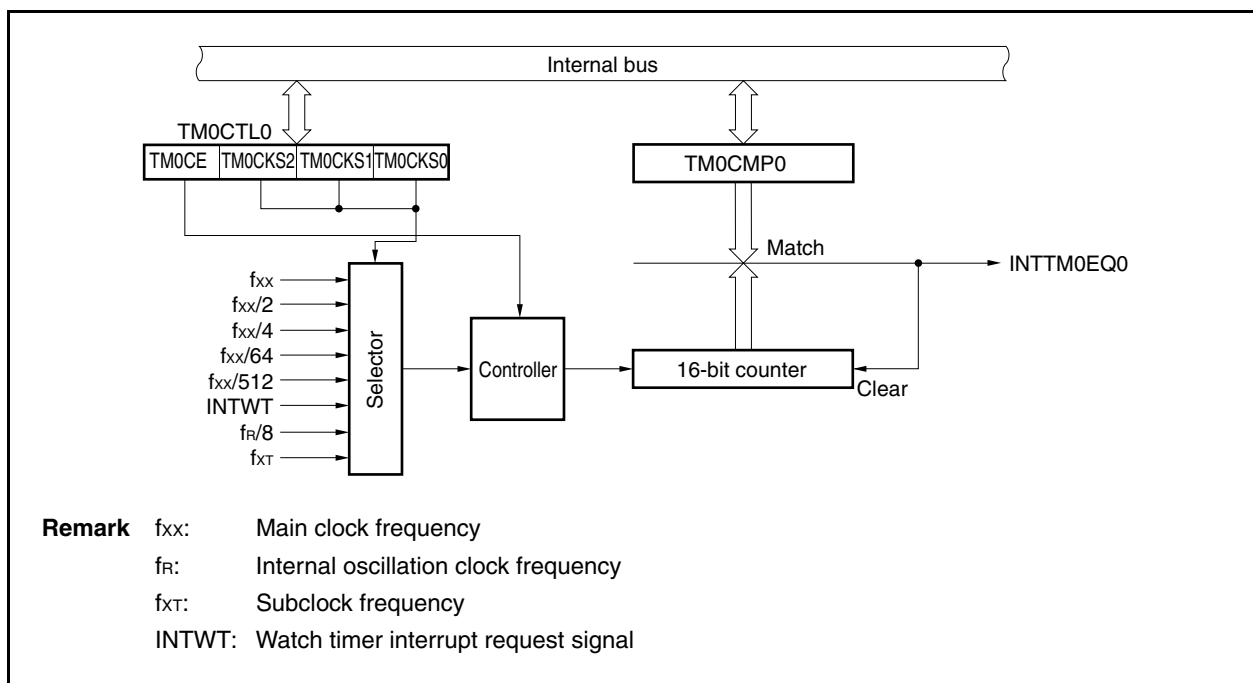 Internal bus
TM0CTL0
TM0CE TM0CKS2 TM0CKS1 TM0CKS0
TM0CMP0
Match
INTTM0EQ0
fXX
fXX/2
fXX/4
fXX/64
fXX/512
INTWT
fR/8
fXT
Selector
Controller
16-bit counter
Clear
Remark fXX: Main clock frequency
fR: Internal oscillation clock frequency
fXT: Subclock frequency
INTWT: Watch timer interrupt request signal